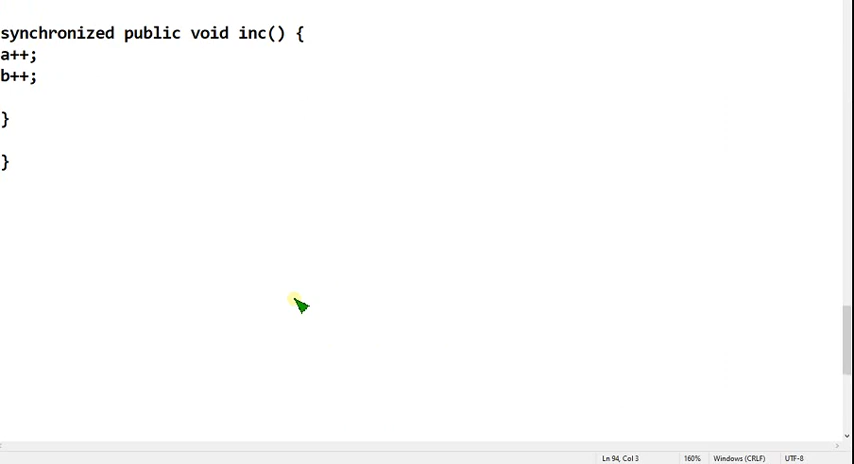 synchronized public void inc() {
a++;
b++;
}
}
Ln 94, Col 3 160% Windows (CRLF) UTF-8